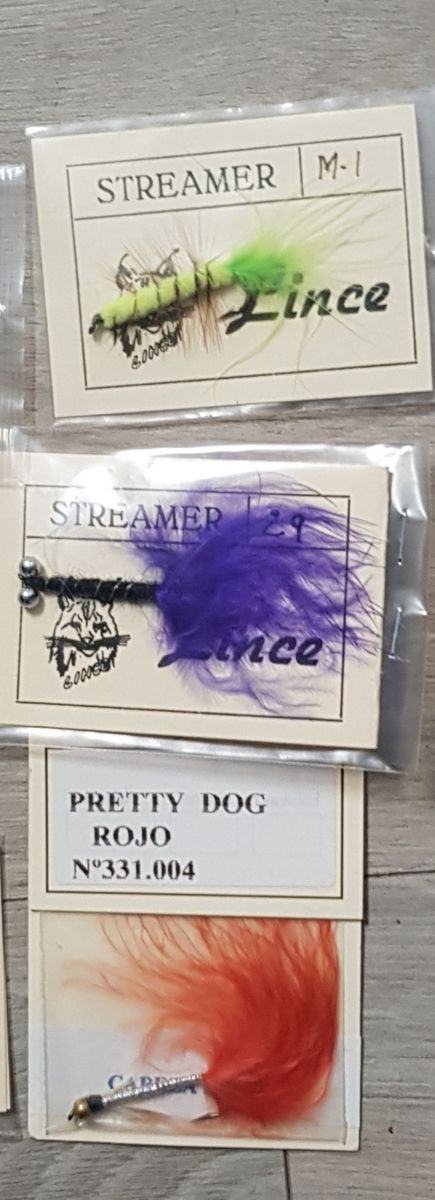 STREAMER M-1
Lince
STREAMER 29
Lince
PRETTY DOG
ROJO
Nº331.004